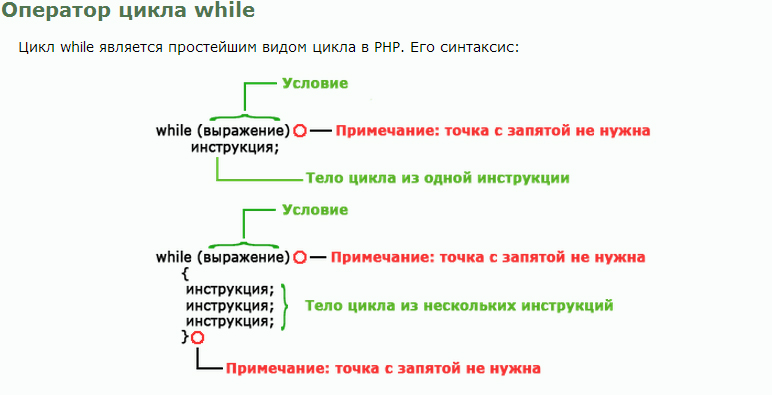 Оператор цикла while
Цикл while является простейшим видом цикла в PHP. Его синтаксис:
Условие
while (выражение) Примечание: точка с запятой не нужна
инструкция;
Тело цикла из одной инструкции
Условие
while (выражение) Примечание: точка с запятой не нужна
{
инструкция;
инструкция; Тело цикла из нескольких инструкций
инструкция;
}
Примечание: точка с запятой не нужна